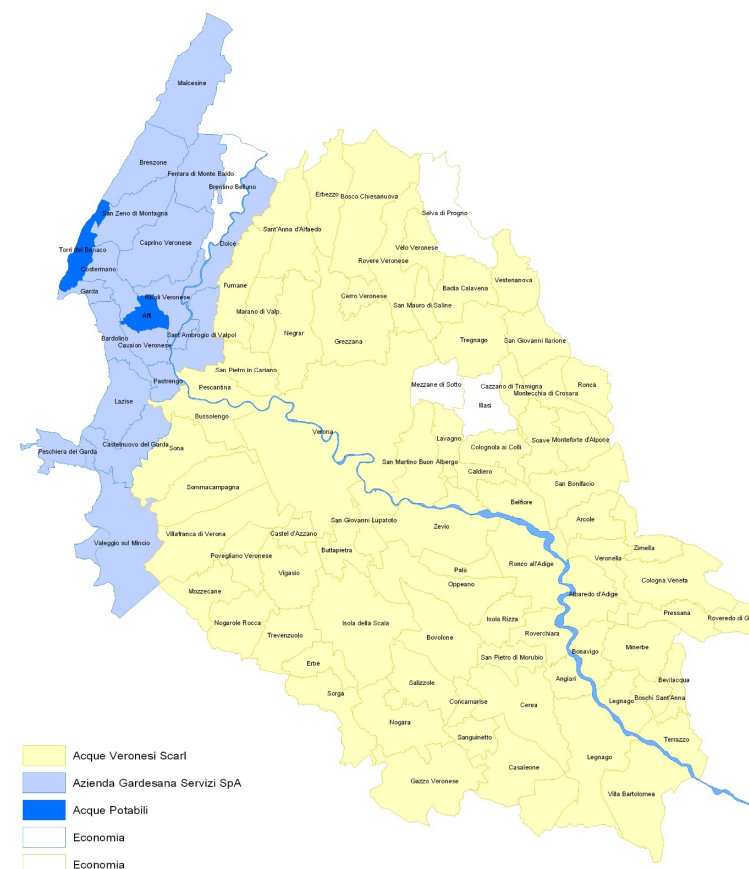 Malcesine
Brenzone
Ferrara di Monte Baldo
Brentino Belluno
San Zeno di Montagna
Caprino Veronese
Dolcè
Torri del Benaco
Costermano
Garda
Rivoli Veronese
Affi
Bardolino
Cavaion Veronese
Sant'Ambrogio di Valpol
Pastrengo
Lazise
Castelnuovo del Garda
Peschiera del Garda
Valeggio sul Mincio
Erbezzo
Bosco Chiesanuova
Selva di Progno
Sant'Anna d'Alfaedo
Velo Veronese
Roverè Veronese
Fumane
Cerro Veronese
Badia Calavena
Vestenanova
San Mauro di Saline
Marano di Valp.
Negrar
Grezzana
Tregnago
San Giovanni Ilarione
San Pietro in Cariano
Pescantina
Mezzane di Sotto
Cazzano di Tramigna
Roncà
Montecchia di Crosara
Illasi
Bussolengo
Verona
Lavagno
Colognola ai Colli
Soave
Monteforte d'Alpone
Sona
San Martino Buon Albergo
Caldiero
San Bonifacio
Sommacampagna
Belfiore
Arcole
San Giovanni Lupatoto
Zevio
Villafranca di Verona
Castel d'Azzano
Buttapietra
Zimella
Veronella
Povegliano Veronese
Ronco all'Adige
Vigasio
Palù
Oppeano
Cologna Veneta
Mozzecane
Albaredo d'Adige
Pressana
Roveredo di G
Nogarole Rocca
Isola della Scala
Isola Rizza
Trevenzuolo
Bovolone
Roverchiara
Minerbe
Bonavigo
San Pietro di Morubio
Erbè
Angiari
Bevilacqua
Salizzole
Sorgà
Concamarise
Cerea
Legnago
Boschi Sant'Anna
Nogara
Sanguinetto
Terrazzo
Casaleone
Legnago
Gazzo Veronese
Villa Bartolomea
Acque Veronesi Scarl
Azienda Gardesana Servizi SpA
Acque Potabili
Economia
Economia